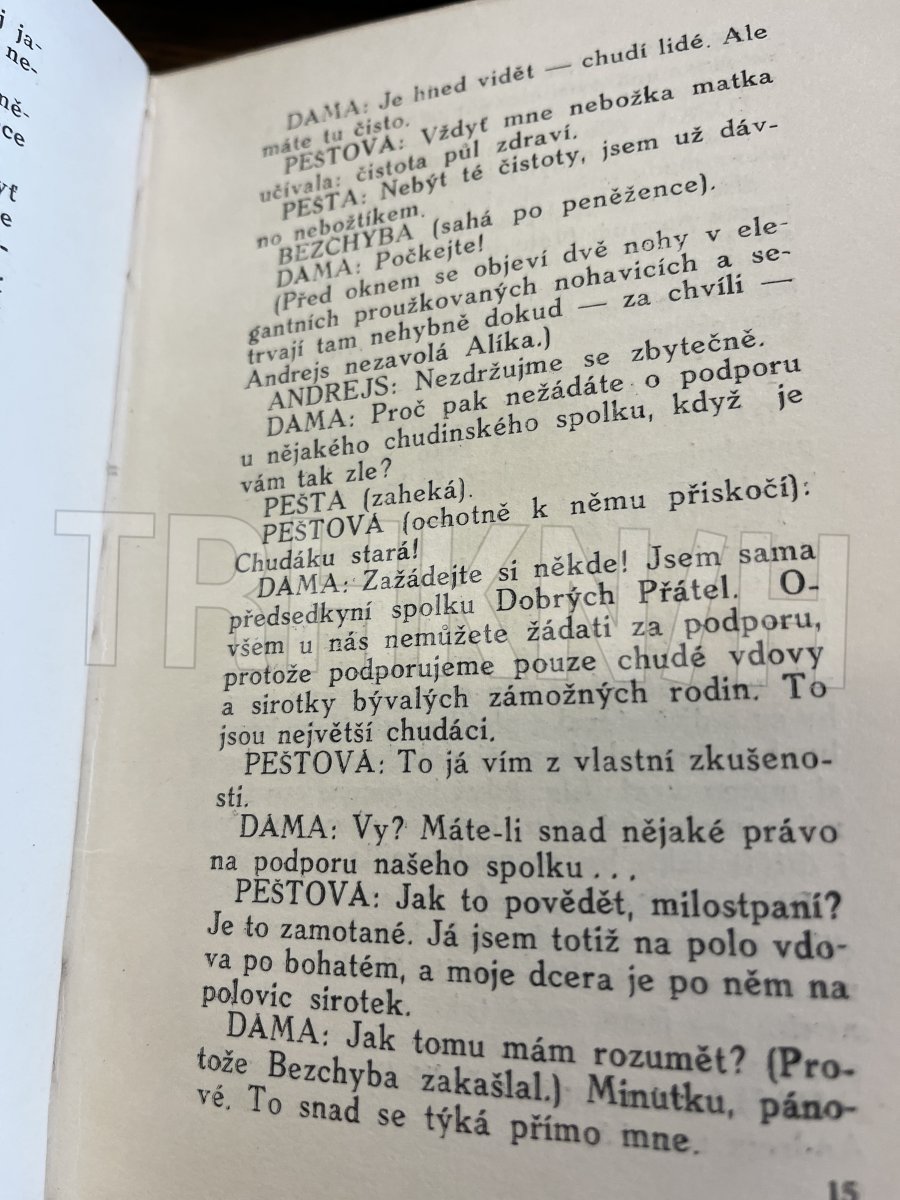 j ja-
ne-
ně-
ce
yť
e
DAMA: Je hned vidět — chudí lidé. Ale
máte tu čisto.
PEŠTOVÁ: Vždyť mne nebožka matka
učívala: čistota půl zdraví.
PEŠTA: Nebýt té čistoty, jsem už dáv-
no nebožtíkem.
BEZCHYBA (sahá po peněžence).
DAMA: Počkejte!
(Před oknem se objeví dvě nohy v ele-
gantních proužkovaných nohavicích a se-
trvají tam nehybně dokud — za chvíli —
Andrejs nezavolá Alíka.)
ANDREJS: Nezdržujme se zbytečně.
DAMA: Proč pak nežádáte o podporu
u nějakého chudinského spolku, když je
vám tak zle?
PEŠTA (zaheká).
PEŠTOVÁ (ochotně k němu přiskočí):
Chudáku stará!
DAMA: Zažádejte si někde! Jsem sama
předsedkyní spolku Dobrých Přátel. O-
všem u nás nemůžete žádati za podporu,
protože podporujeme pouze chudé vdovy
a sirotky bývalých zámožných rodin. To
jsou největší chudáci.
PEŠTOVÁ: To já vím z vlastní zkušeno-
sti.
DAMA: Vy? Máte-li snad nějaké právo
na podporu našeho spolku...
PEŠTOVÁ: Jak to povědět, milostpaní?
Je to zamotané. Já jsem totiž na polo vdo-
va po bohatém, a moje dcera je po něm na
polovic sirotek.
DAMA: Jak tomu mám rozumět? (Pro-
tože Bezchyba zakašlal.) Minutku, páno-
vé. To snad se týká přímo mne.
15